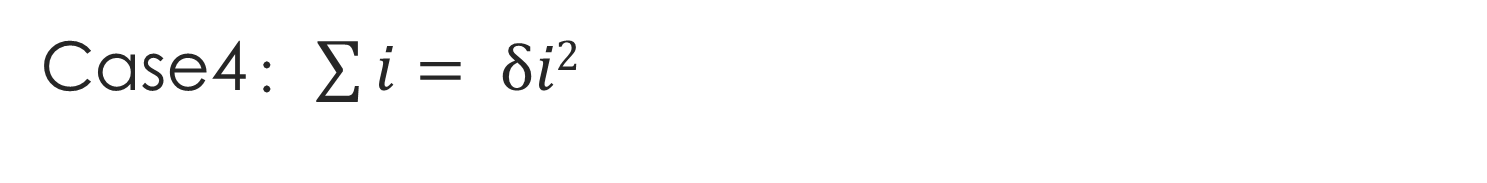 Case4: ∑ i = δi²